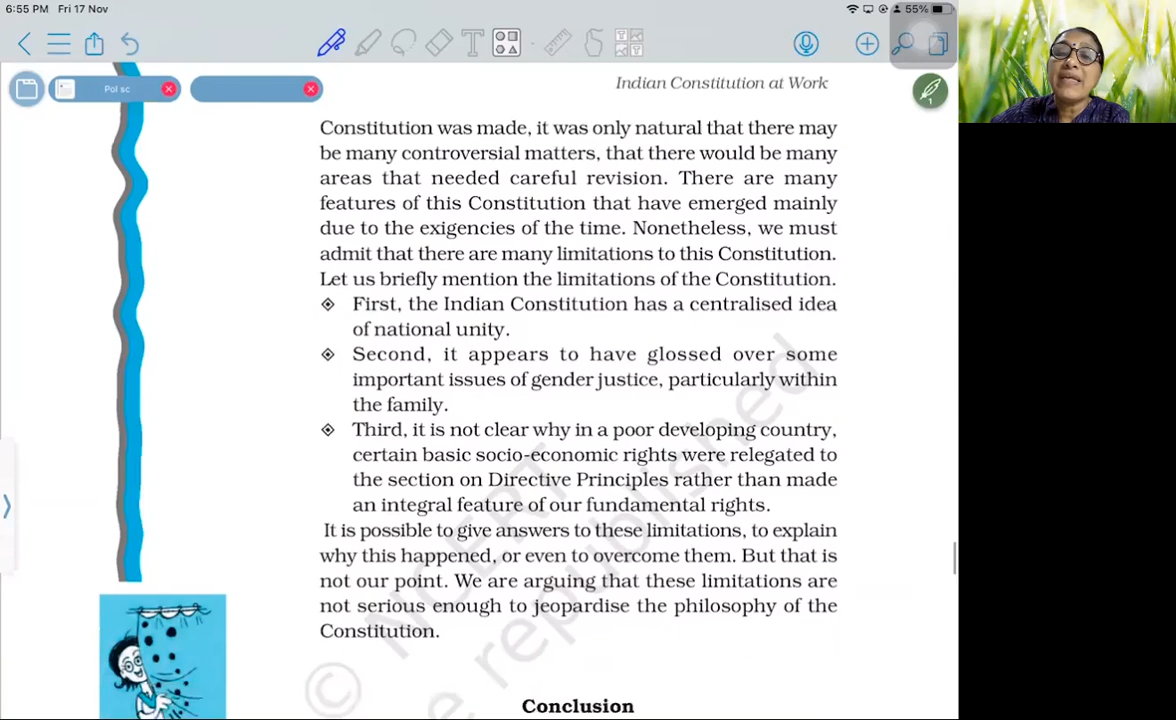 6:55 PM Fri 17 Nov
55%
Pol sc
1
Indian Constitution at Work
Constitution was made, it was only natural that there may
be many controversial matters, that there would be many
areas that needed careful revision. There are many
features of this Constitution that have emerged mainly
due to the exigencies of the time. Nonetheless, we must
admit that there are many limitations to this Constitution.
Let us briefly mention the limitations of the Constitution.
First, the Indian Constitution has a centralised idea
of national unity.
Second, it appears to have glossed over some
important issues of gender justice, particularly within
the family.
Third, it is not clear why in a poor developing country,
certain basic socio-economic rights were relegated to
the section on Directive Principles rather than made
an integral feature of our fundamental rights.
It is possible to give answers to these limitations, to explain
why this happened, or even to overcome them. But that is
not our point. We are arguing that these limitations are
not serious enough to jeopardise the philosophy of the
Constitution.
© NCERT
republished
Conclusion